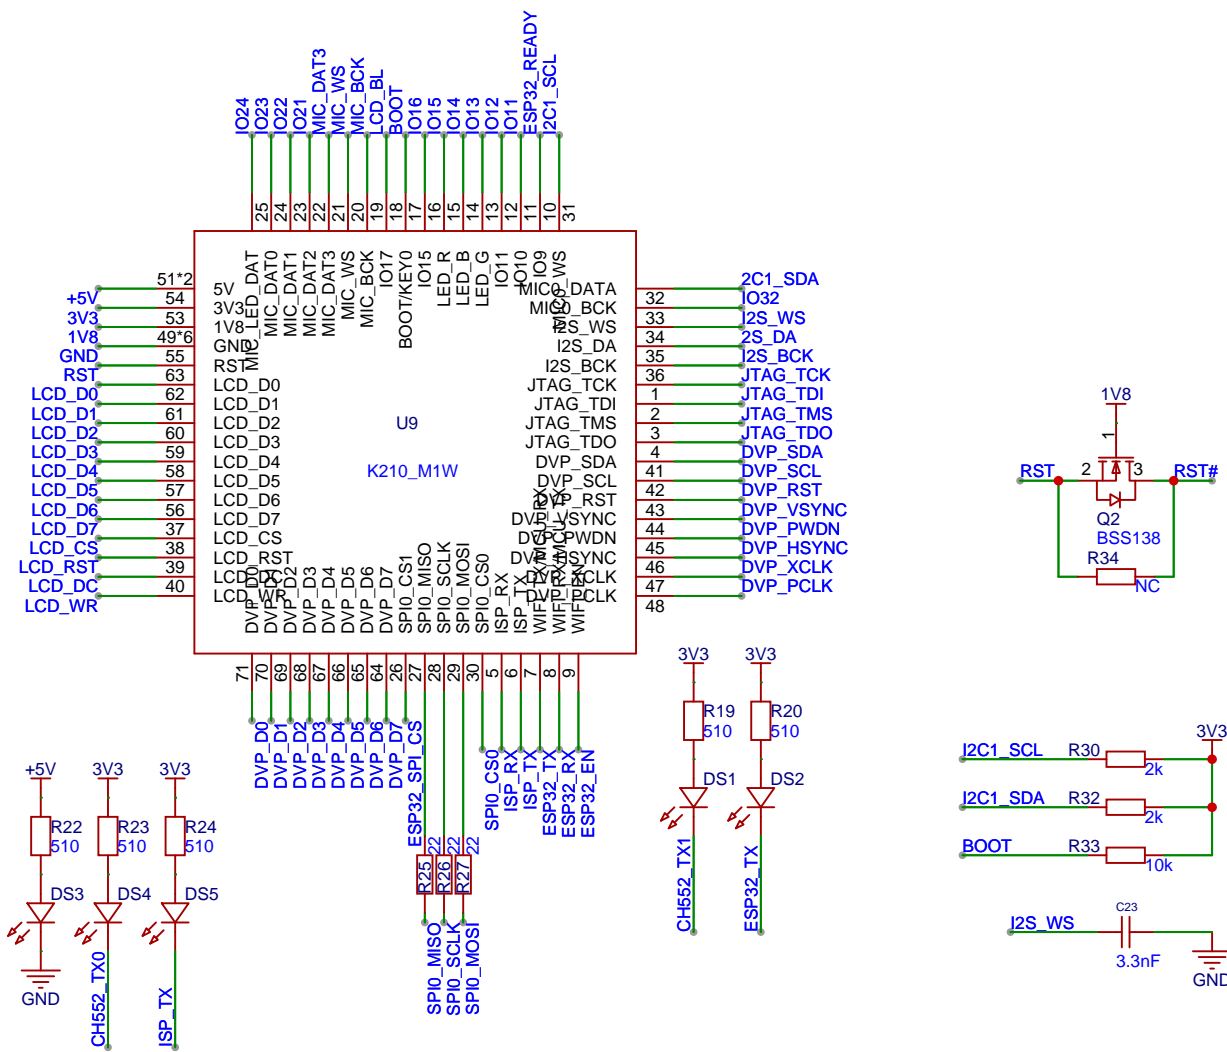 IO24
IO23
IO22
IO21
MIC_DAT3
MIC_WS
MIC_BCK
LCD_BL
BOOT
IO16
IO15
IO14
IO13
IO12
IO11
ESP32_READY
I2C1_SCL
25
24
23
22
21
20
19
18
17
16
15
14
13
12
11
10
31
MIC_LED_DAT
MIC_DAT0
MIC_DAT1
MIC_DAT2
MIC_DAT3
MIC_WS
MIC_BCK
IO17
BOOT/KEY0
IO15
LED_R
LED_B
LED_G
IO11
IO10
IO9
MIC0_WS
+5V
3V3
1V8
GND
RST
LCD_D0
LCD_D1
LCD_D2
LCD_D3
LCD_D4
LCD_D5
LCD_D6
LCD_D7
LCD_CS
LCD_RST
LCD_DC
LCD_WR
51*2
54
53
49*6
55
63
62
61
60
59
58
57
56
37
38
39
40
5V
3V3
1V8
GND
RST
LCD_D0
LCD_D1
LCD_D2
LCD_D3
LCD_D4
LCD_D5
LCD_D6
LCD_D7
LCD_CS
LCD_RST
LCD_DC
LCD_WR
U9
K210_M1W
MIC0_DATA
MIC0_BCK
I2S_WS
I2S_DA
I2S_BCK
JTAG_TCK
JTAG_TDI
JTAG_TMS
JTAG_TDO
DVP_SDA
DVP_SCL
DVP_RST
DVP_VSYNC
DVP_PWDN
DVP_HSYNC
DVP_XCLK
DVP_PCLK
32
33
34
35
36
1
2
3
4
41
42
43
44
45
46
47
48
2C1_SDA
IO32
I2S_WS
2S_DA
I2S_BCK
JTAG_TCK
JTAG_TDI
JTAG_TMS
JTAG_TDO
DVP_SDA
DVP_SCL
DVP_RST
DVP_VSYNC
DVP_PWDN
DVP_HSYNC
DVP_XCLK
DVP_PCLK
DVP_D0
DVP_D1
DVP_D2
DVP_D3
DVP_D4
DVP_D5
DVP_D6
DVP_D7
SPI0_CS1
SPI0_MISO
SPI0_SCLK
SPI0_MOSI
SPI0_CS0
ISP_RX
ISP_TX
WIFI_TX/MCU_RX
WIFI_RX/MCU_TX
WIFI_EN
71
70
69
68
67
66
65
64
26
27
28
29
30
5
6
7
8
9
DVP_D0
DVP_D1
DVP_D2
DVP_D3
DVP_D4
DVP_D5
DVP_D6
DVP_D7
ESP32_SPI_CS
SPI0_CS0
ISP_RX
ISP_TX
ESP32_TX
ESP32_RX
ESP32_EN
R25 22
R26 22
R27 22
SPI0_MISO
SPI0_SCLK
SPI0_MOSI
1V8
1
RST
2
3
RST#
Q2
BSS138
R34
NC
3V3
R19
510
DS1
CH552_TX1
3V3
R20
510
DS2
ESP32_TX
+5V
R22
510
DS3
GND
3V3
R23
510
DS4
CH552_TX0
3V3
R24
510
DS5
ISP_TX
3V3
I2C1_SCL
R30
2k
I2C1_SDA
R32
2k
BOOT
R33
10k
I2S_WS
C23
3.3nF
GND